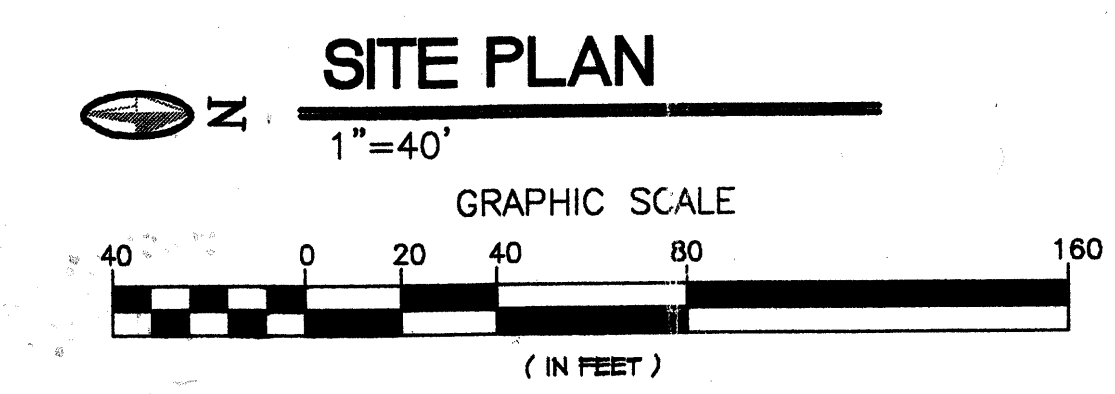 SITE PLAN
N
1"=40'
GRAPHIC SCALE
40 0 20 40 80 160
( IN FEET )